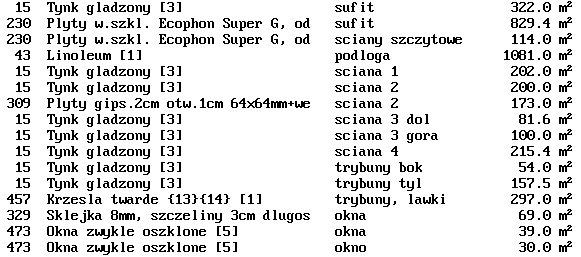 15 Tynk gladzony [3] sufit 322.0 m²
230 Plyty w.szkl. Ecophon Super G, od sufit 829.4 m²
230 Plyty w.szkl. Ecophon Super G, od sciany szczytowe 114.0 m²
43 Linoleum [1] podloga 1081.0 m²
15 Tynk gladzony [3] sciana 1 202.0 m²
15 Tynk gladzony [3] sciana 2 200.0 m²
309 Plyty gips.2cm otw.1cm 64x64mm+we sciana 2 173.0 m²
15 Tynk gladzony [3] sciana 3 dol 81.6 m²
15 Tynk gladzony [3] sciana 3 gora 100.0 m²
15 Tynk gladzony [3] sciana 4 215.4 m²
15 Tynk gladzony [3] trybuny bok 54.0 m²
15 Tynk gladzony [3] trybuny tyl 157.5 m²
457 Krzesla twarde {13}{14} [1] trybuny, lawki 297.0 m²
329 Sklejka 8mm, szczeliny 3cm dlugos okna 69.0 m²
473 Okna zwykle oszklone [5] okna 39.0 m²
473 Okna zwykle oszklone [5] okno 30.0 m²